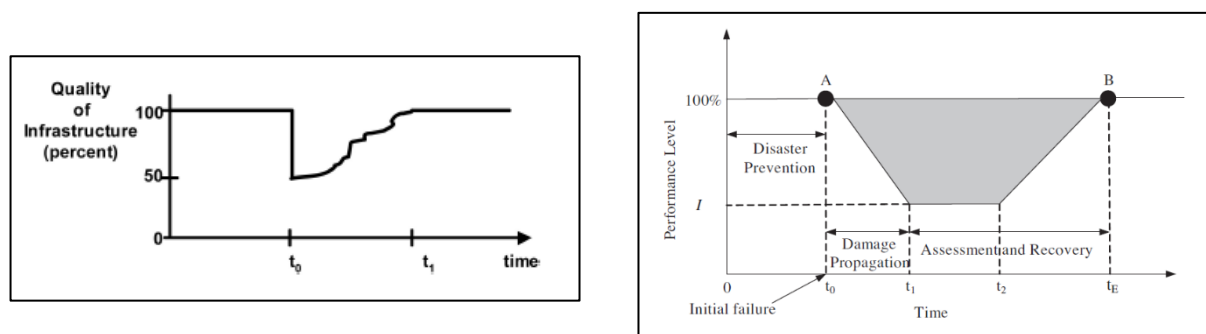 Quality
of
Infrastructure
(percent)
100
50
0
t0
t1
time
Performance Level
100%
I
A
B
Disaster
Prevention
Damage
Propagation
Assessment and Recovery
0
t0
t1
t2
tE
Initial failure
Time